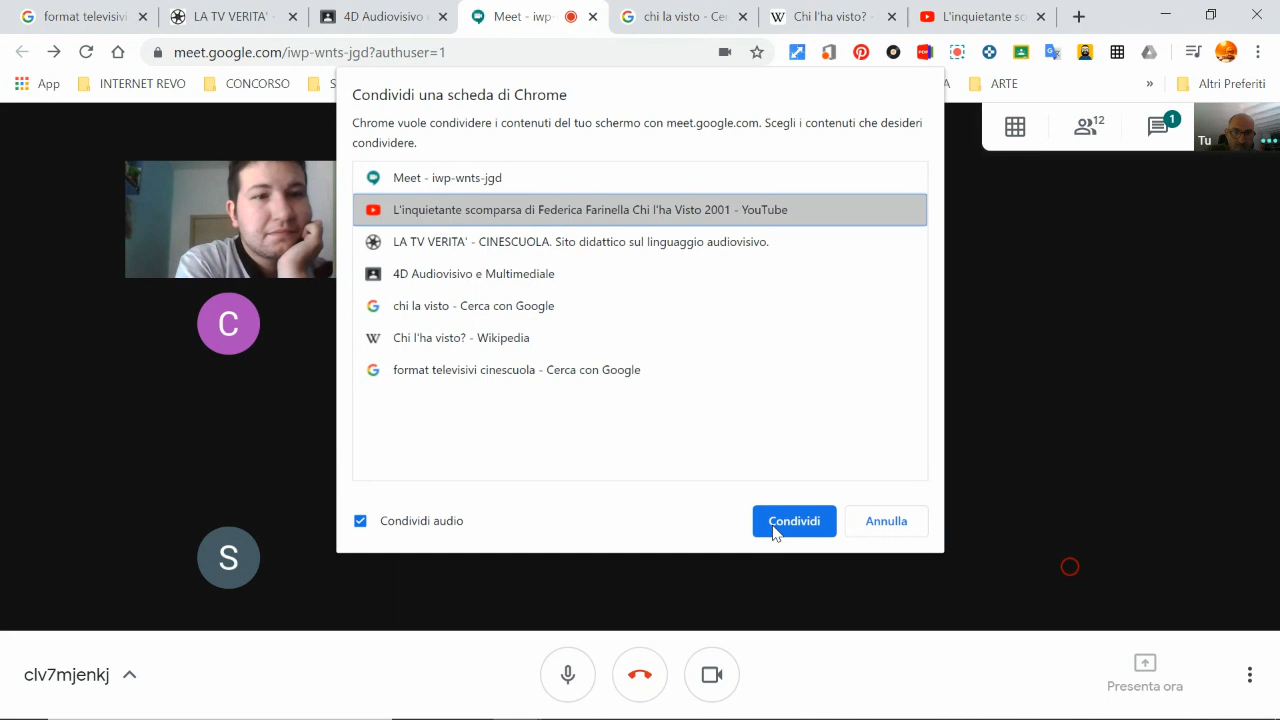 format televisivi
LA TV VERITA' -
4D Audiovisivo e
Meet - iwp-
chi la visto - Cer
Chi l'ha visto? -
L'inquietante sc
meet.google.com/iwp-wnts-jgd?authuser=1
App
INTERNET REVO
CONCORSO
S
A
ARTE
»
Altri Preferiti
Condividi una scheda di Chrome
Chrome vuole condividere i contenuti del tuo schermo con meet.google.com. Scegli i contenuti che desideri
condividere.
Meet - iwp-wnts-jgd
L'inquietante scomparsa di Federica Farinella Chi l'ha Visto 2001 - YouTube
LA TV VERITA' - CINESCUOLA. Sito didattico sul linguaggio audiovisivo.
4D Audiovisivo e Multimediale
chi la visto - Cerca con Google
Chi l'ha visto? - Wikipedia
format televisivi cinescuola - Cerca con Google
Condividi audio
Condividi
Annulla
12
1
Tu
C
S
clv7mjenkj
Presenta ora